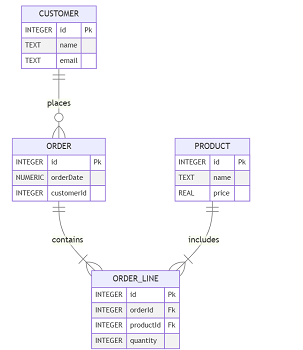 CUSTOMER
INTEGER id Pk
TEXT name
TEXT email
places
ORDER
INTEGER id Pk
NUMERIC orderDate
INTEGER customerId
PRODUCT
INTEGER id Pk
TEXT name
REAL price
contains
includes
ORDER_LINE
INTEGER id Pk
INTEGER orderId Fk
INTEGER productId Fk
INTEGER quantity